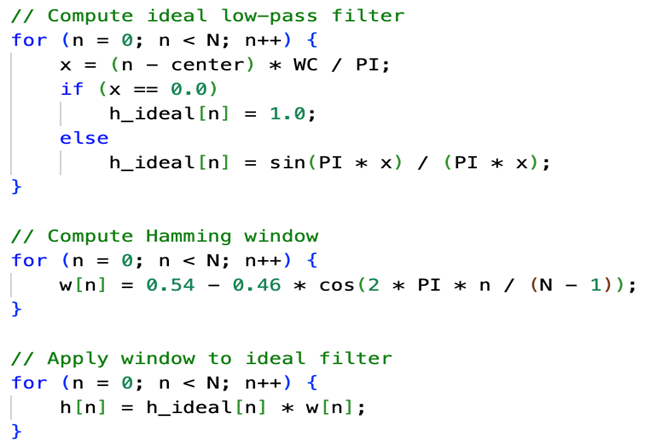 // Compute ideal low-pass filter
for (n = 0; n < N; n++) {
    x = (n - center) * WC / PI;
    if (x == 0.0)
        h_ideal[n] = 1.0;
    else
        h_ideal[n] = sin(PI * x) / (PI * x);
}

// Compute Hamming window
for (n = 0; n < N; n++) {
    w[n] = 0.54 - 0.46 * cos(2 * PI * n / (N - 1));
}

// Apply window to ideal filter
for (n = 0; n < N; n++) {
    h[n] = h_ideal[n] * w[n];
}